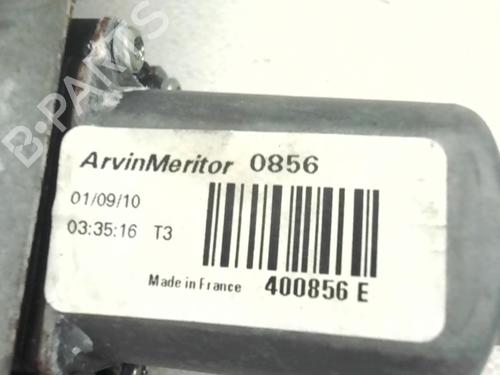 B-PARTS
ArvinMeritor 0856
01/09/10
03:35:16 T3
Made in France 400856 E